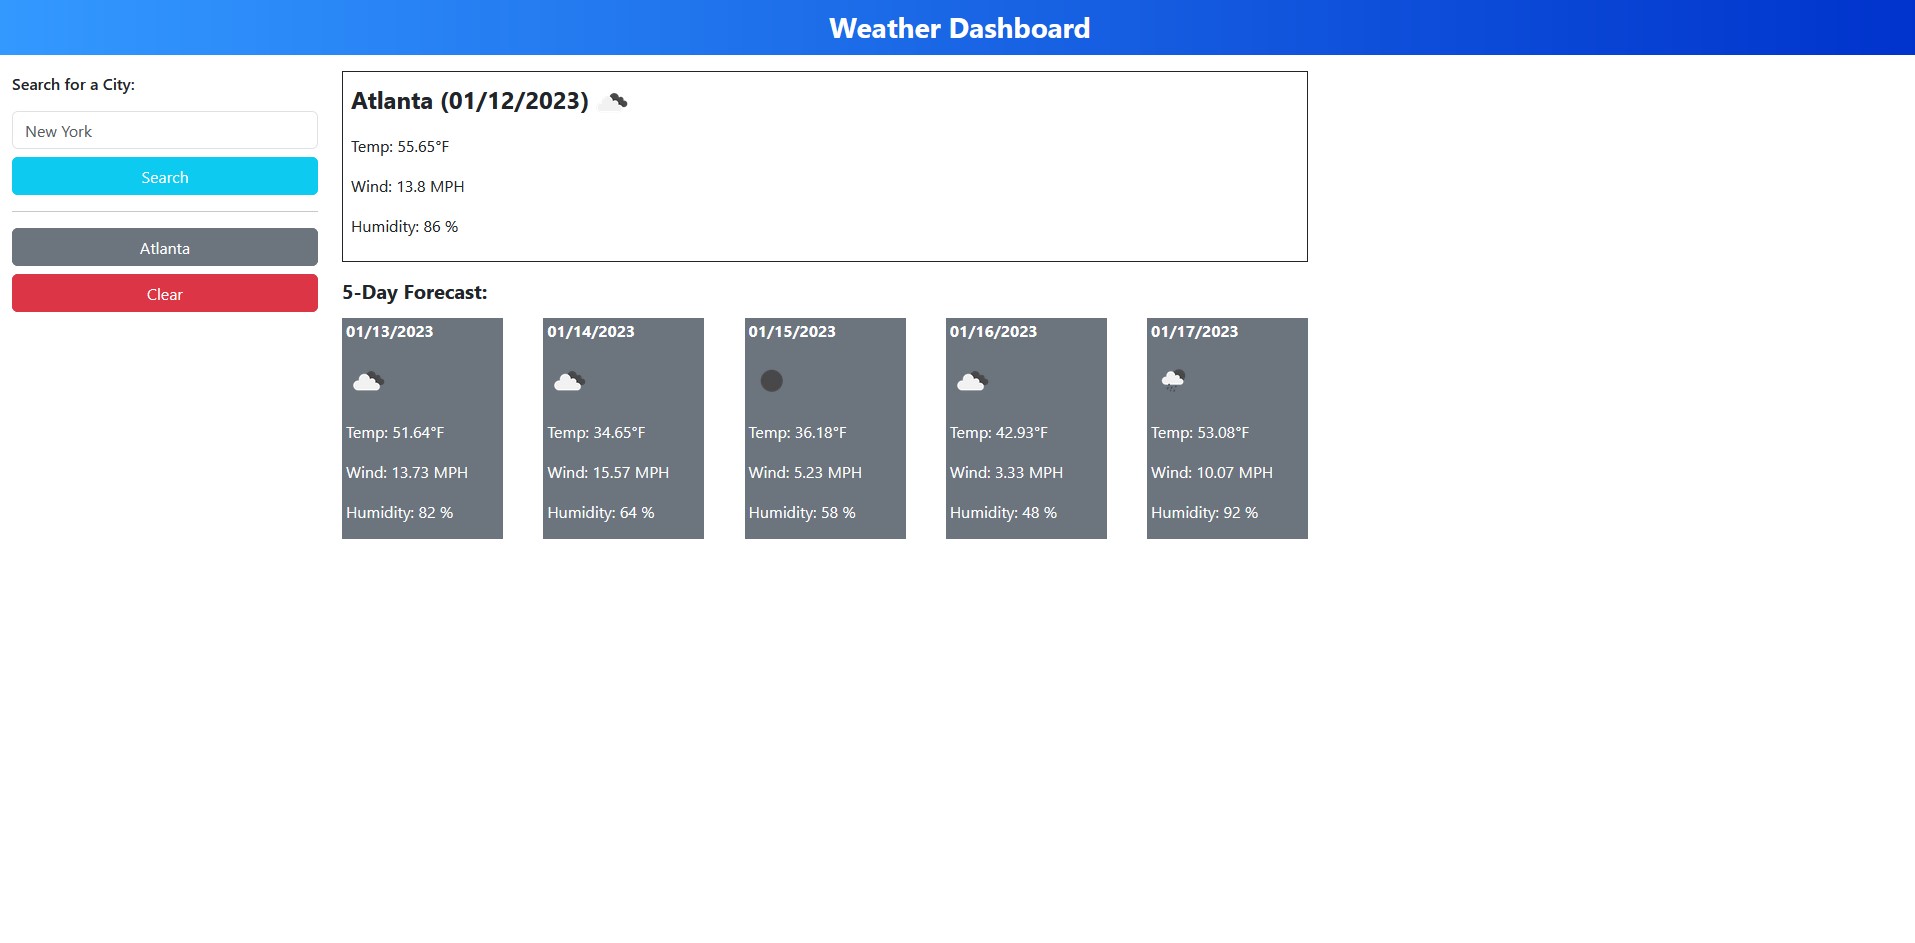 Weather Dashboard
Search for a City:
New York
Search
Atlanta
Clear
Atlanta (01/12/2023)
Temp: 55.65°F
Wind: 13.8 MPH
Humidity: 86 %
5-Day Forecast:
01/13/2023
Temp: 51.64°F
Wind: 13.73 MPH
Humidity: 82 %
01/14/2023
Temp: 34.65°F
Wind: 15.57 MPH
Humidity: 64 %
01/15/2023
Temp: 36.18°F
Wind: 5.23 MPH
Humidity: 58 %
01/16/2023
Temp: 42.93°F
Wind: 3.33 MPH
Humidity: 48 %
01/17/2023
Temp: 53.08°F
Wind: 10.07 MPH
Humidity: 92 %